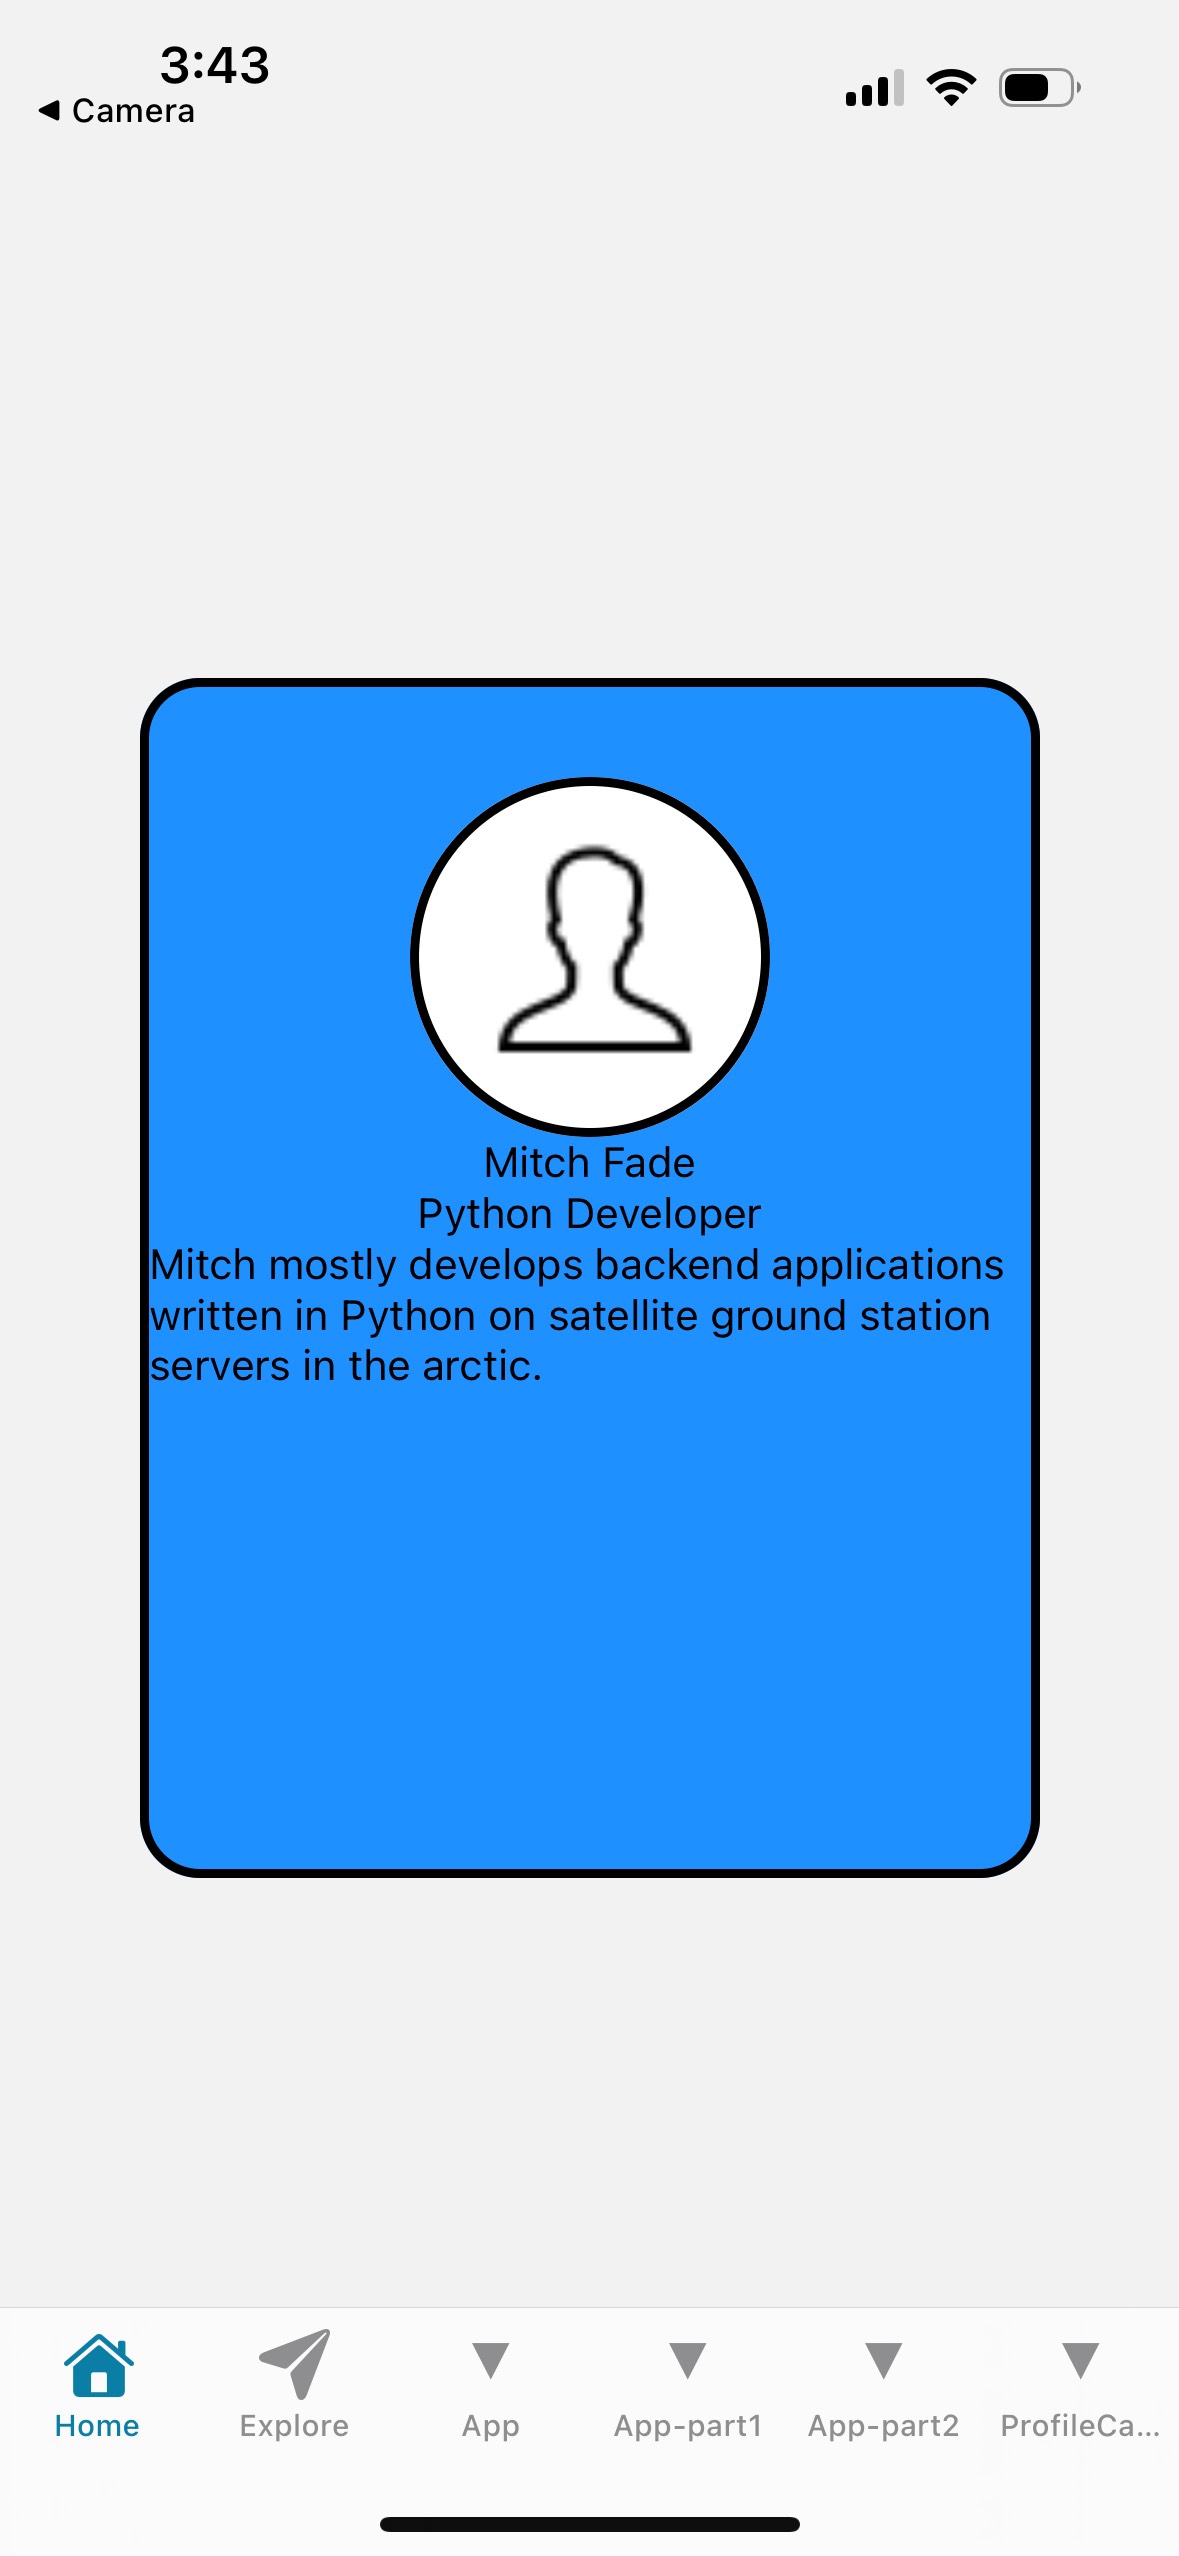 3:43
◀ Camera
Mitch Fade
Python Developer
Mitch mostly develops backend applications
written in Python on satellite ground station
servers in the arctic.
Home
Explore
App
App-part1
App-part2
ProfileCa...